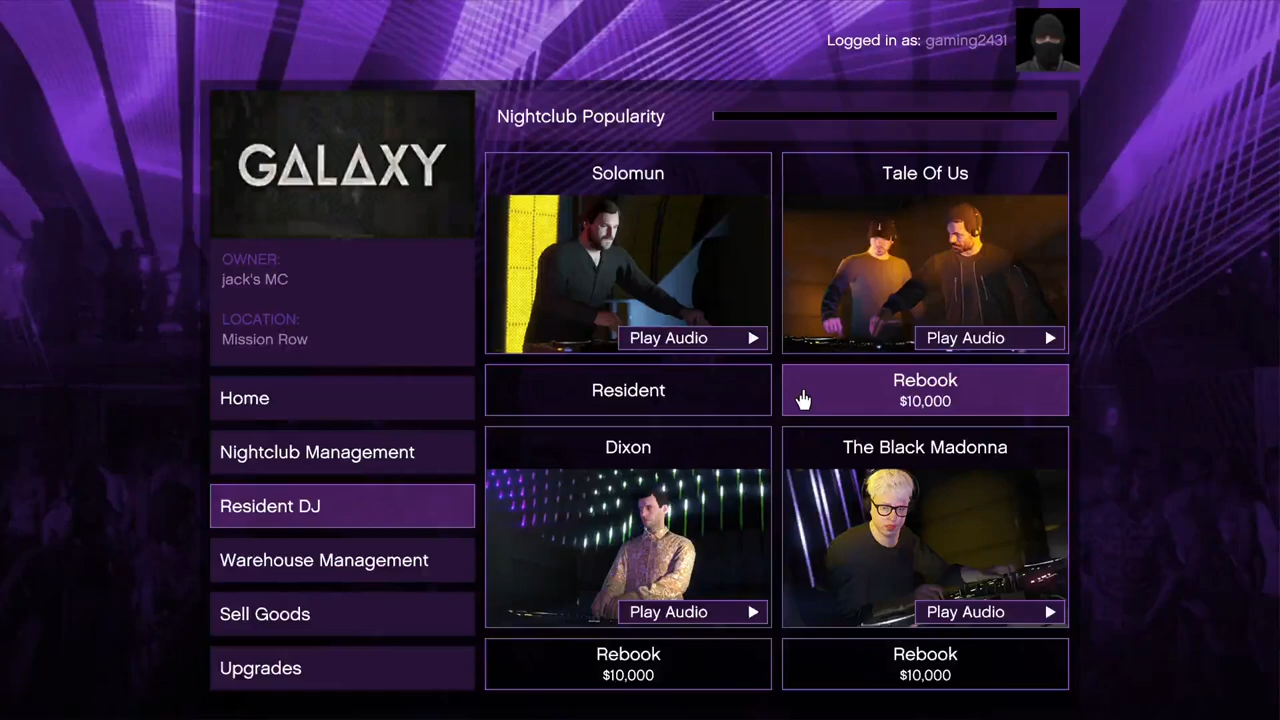 Logged in as: gaming2431
GALAXY
OWNER:
jack's MC
LOCATION:
Mission Row
Home
Nightclub Management
Resident DJ
Warehouse Management
Sell Goods
Upgrades
Nightclub Popularity
Solomun
Play Audio
Resident
Tale Of Us
Play Audio
Rebook
$10,000
Dixon
Play Audio
Rebook
$10,000
The Black Madonna
Play Audio
Rebook
$10,000